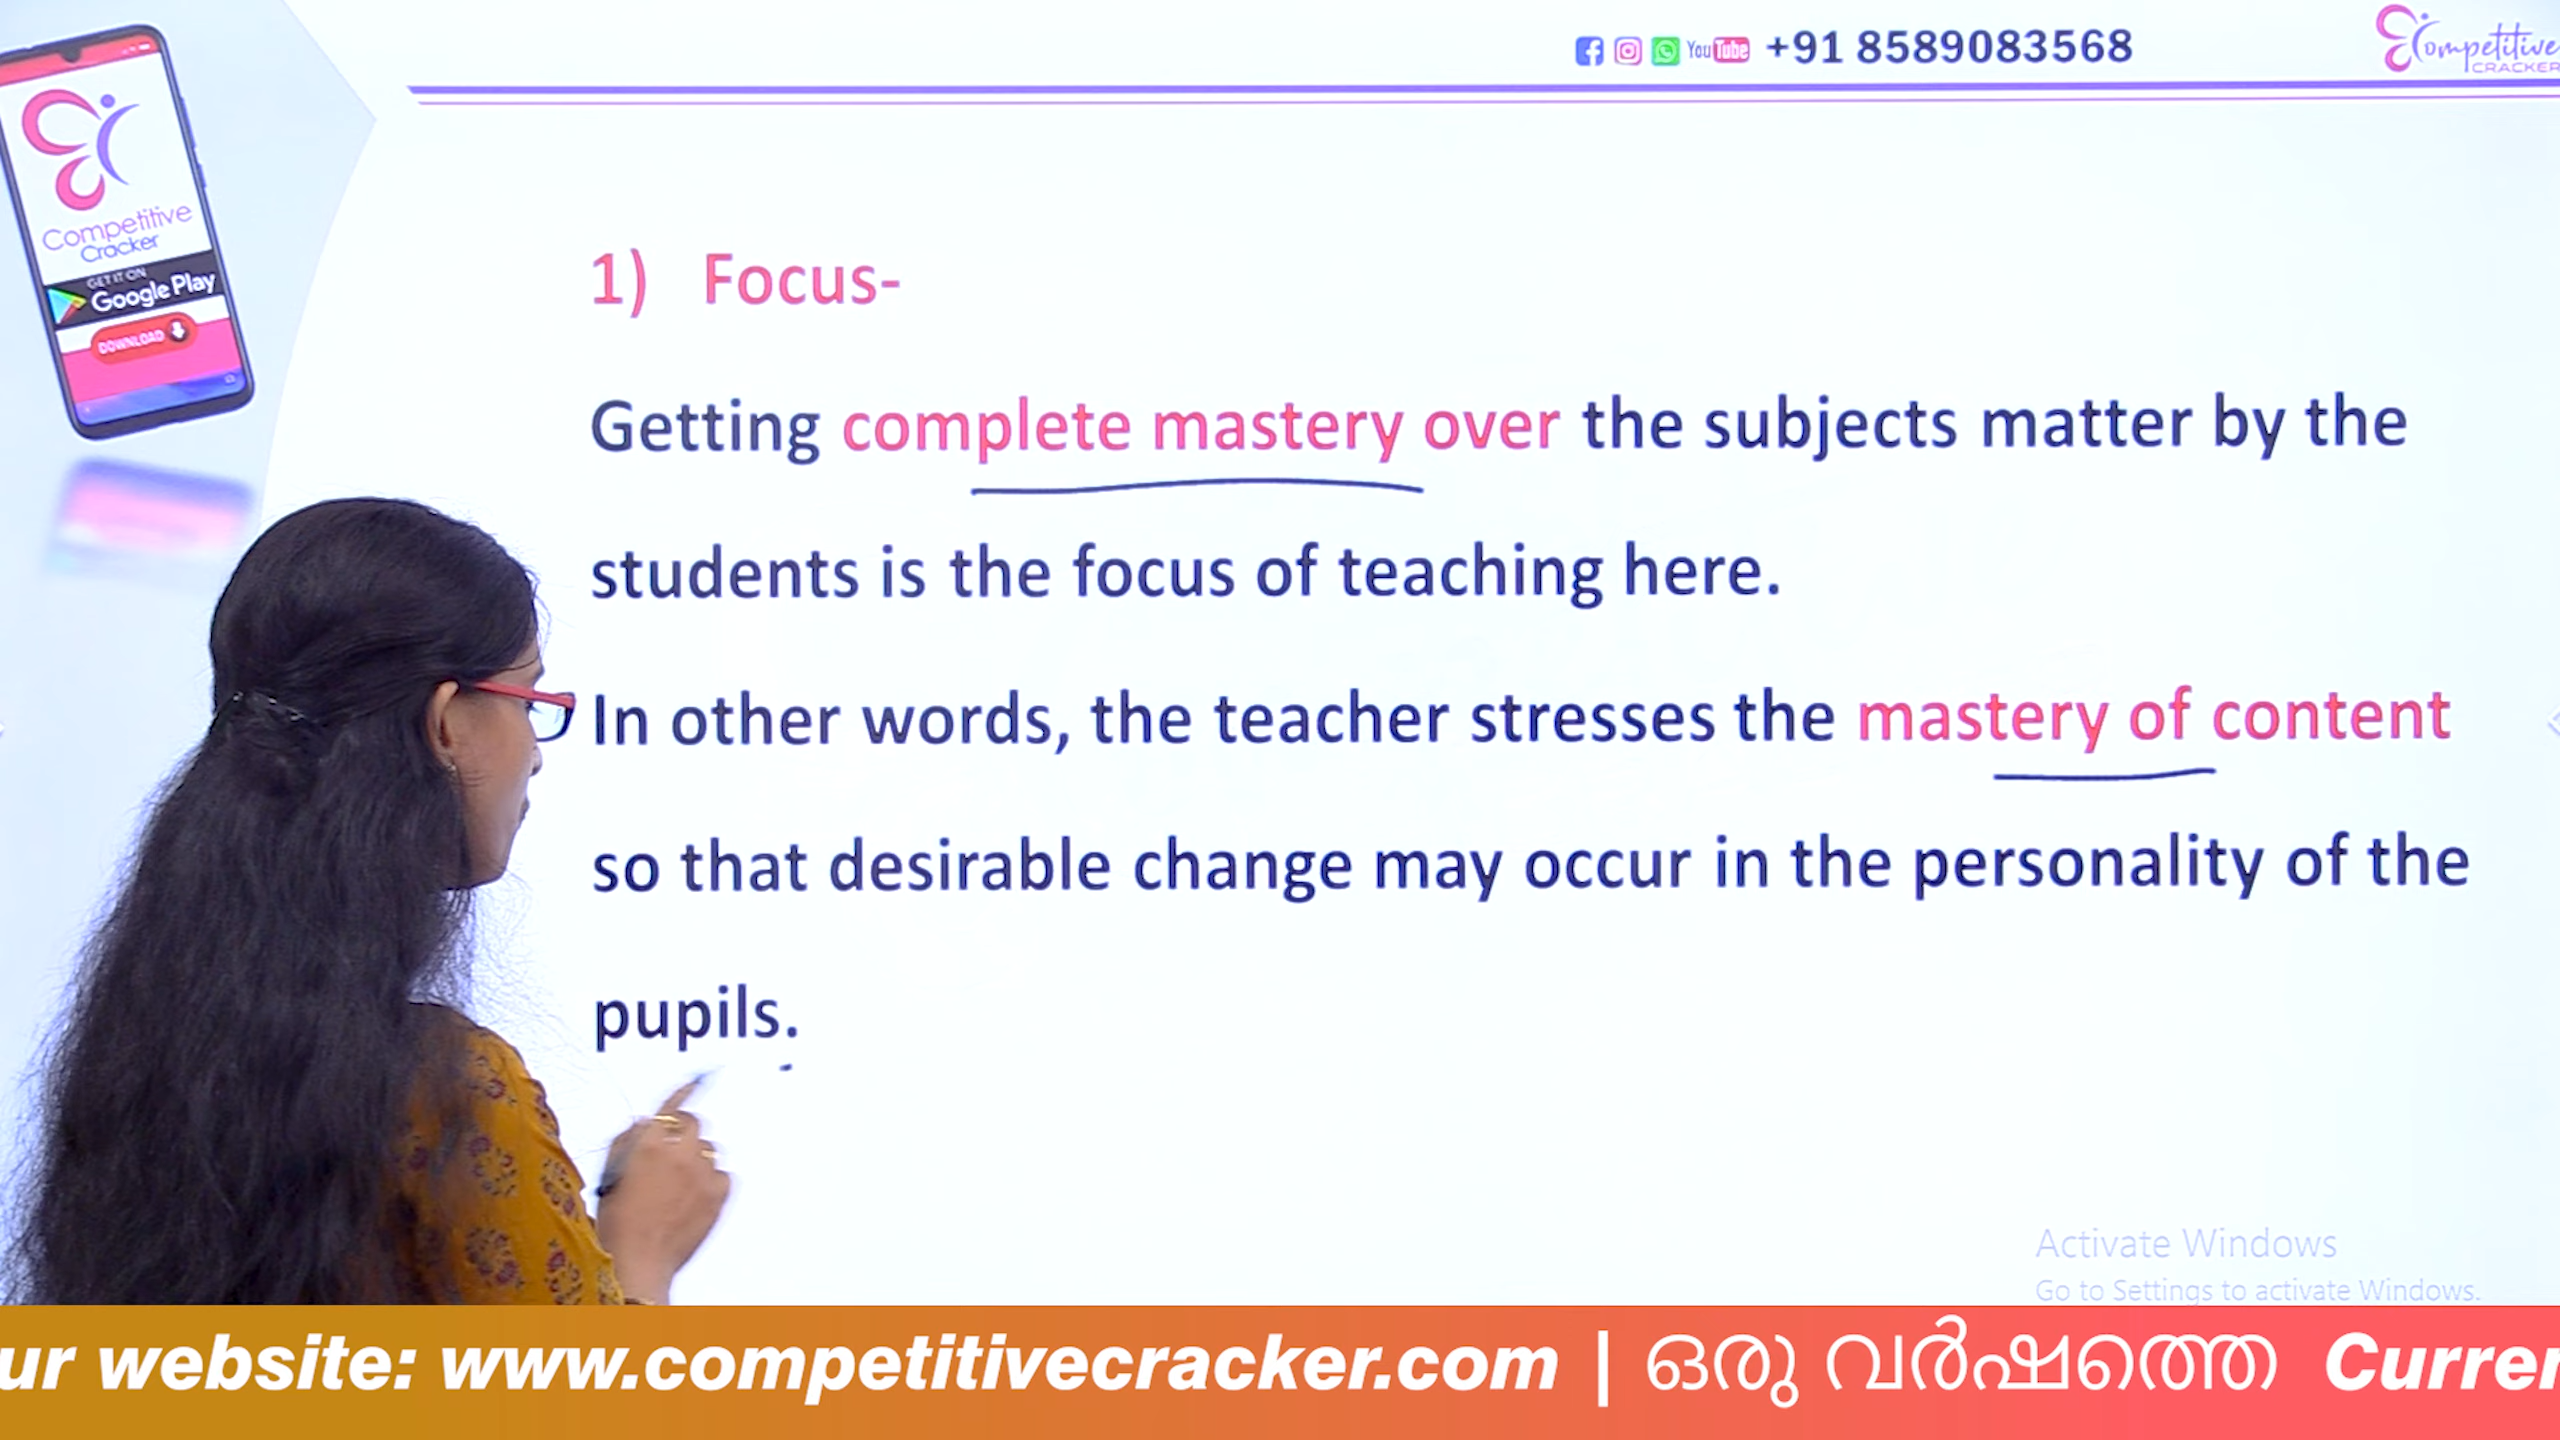 You Tube +91 8589083568
Competitive
CRACKER
Competitive
Cracker
GET IT ON
Google Play
DOWNLOAD
1) Focus-
Getting complete mastery over the subjects matter by the
students is the focus of teaching here.
In other words, the teacher stresses the mastery of content
so that desirable change may occur in the personality of the
pupils.
Activate Windows
Go to Settings to activate Windows.
ur website: www.competitivecracker.com | ഒരു വർഷത്തെ Curren